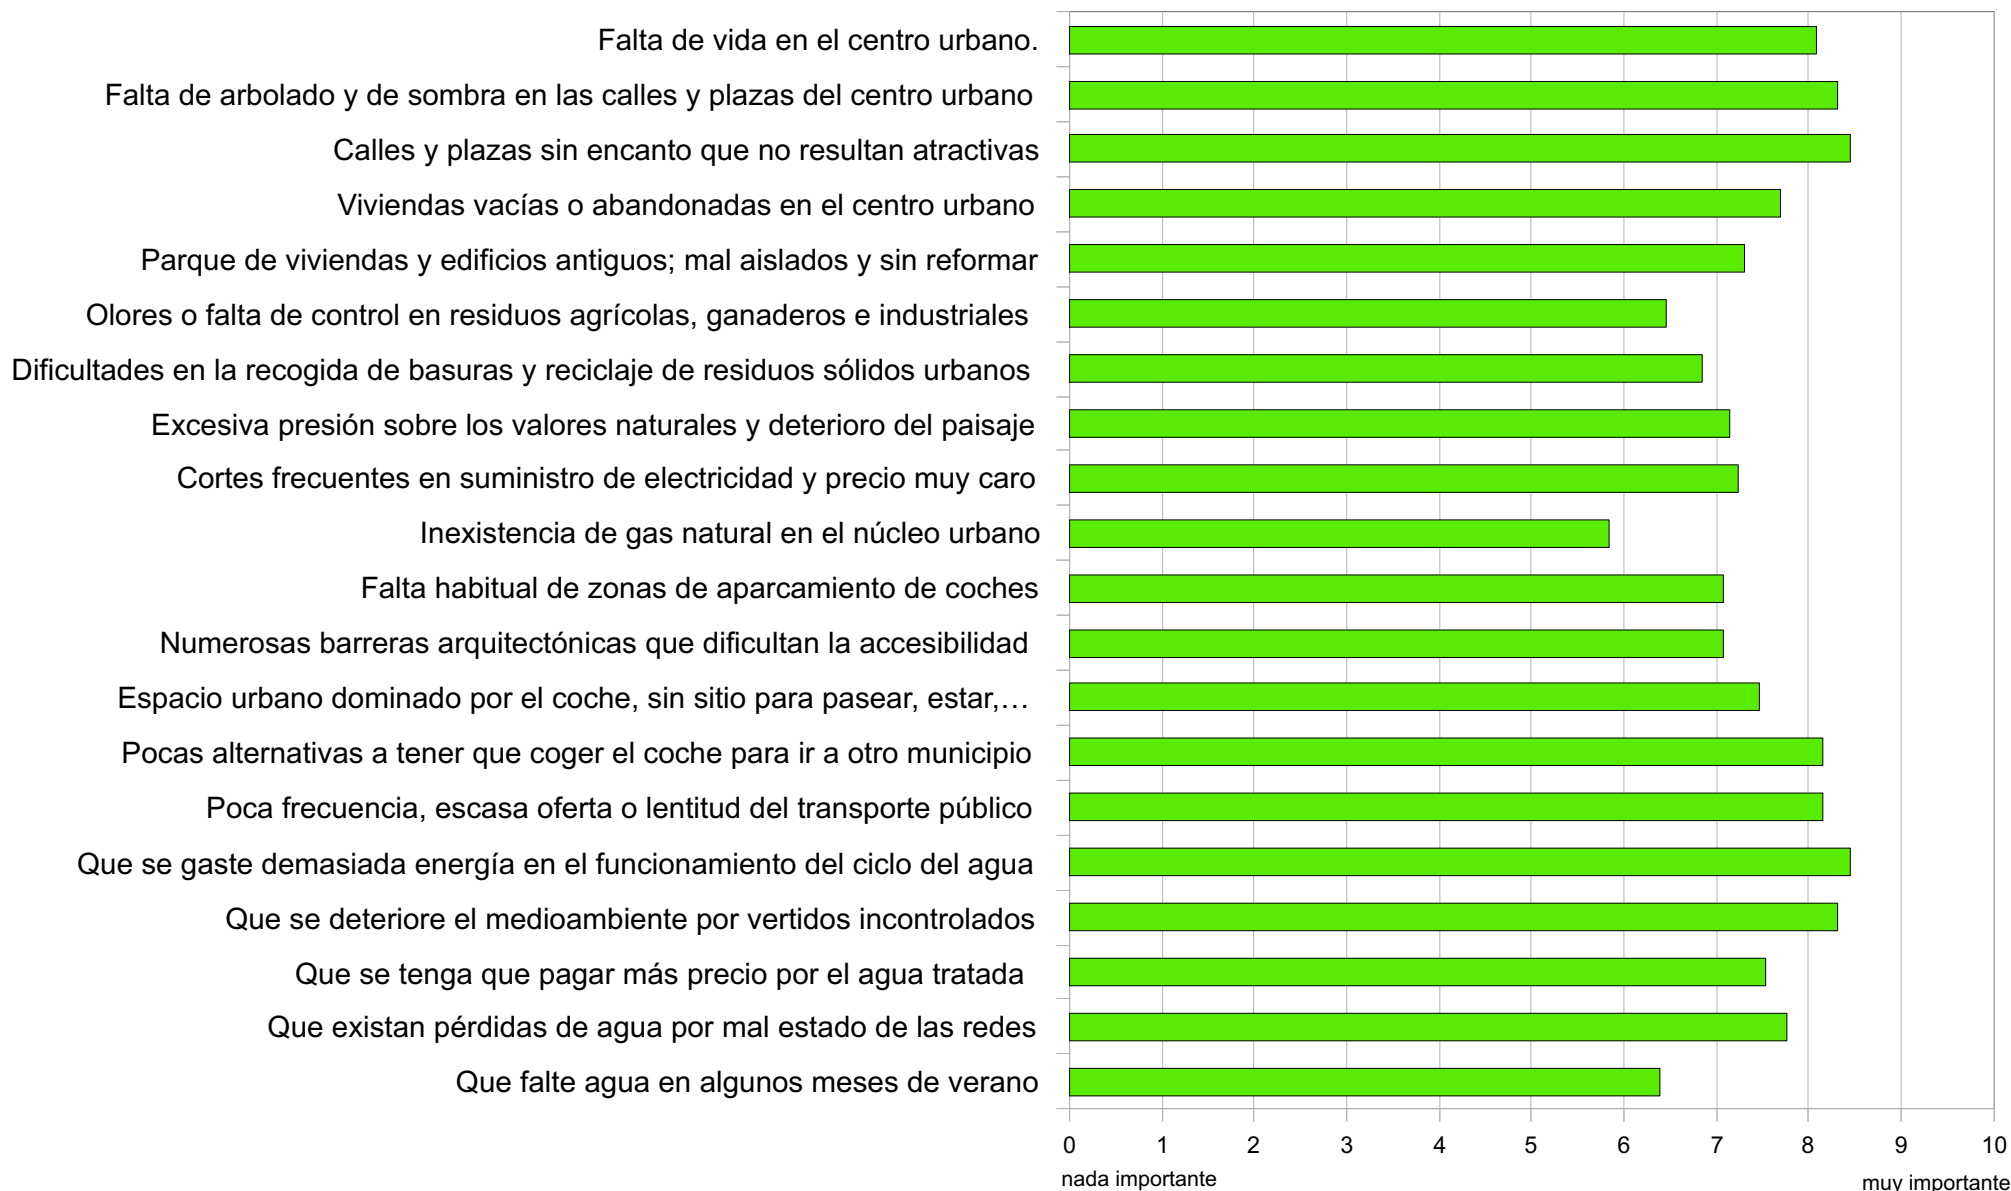 Falta de vida en el centro urbano.
Falta de arbolado y de sombra en las calles y plazas del centro urbano
Calles y plazas sin encanto que no resultan atractivas
Viviendas vacías o abandonadas en el centro urbano
Parque de viviendas y edificios antiguos; mal aislados y sin reformar
Olores o falta de control en residuos agrícolas, ganaderos e industriales
Dificultades en la recogida de basuras y reciclaje de residuos sólidos urbanos
Excesiva presión sobre los valores naturales y deterioro del paisaje
Cortes frecuentes en suministro de electricidad y precio muy caro
Inexistencia de gas natural en el núcleo urbano
Falta habitual de zonas de aparcamiento de coches
Numerosas barreras arquitectónicas que dificultan la accesibilidad
Espacio urbano dominado por el coche, sin sitio para pasear, estar,…
Pocas alternativas a tener que coger el coche para ir a otro municipio
Poca frecuencia, escasa oferta o lentitud del transporte público
Que se gaste demasiada energía en el funcionamiento del ciclo del agua
Que se deteriore el medioambiente por vertidos incontrolados
Que se tenga que pagar más precio por el agua tratada
Que existan pérdidas de agua por mal estado de las redes
Que falte agua en algunos meses de verano
0 1 2 3 4 5 6 7 8 9 10
nada importante muy importante